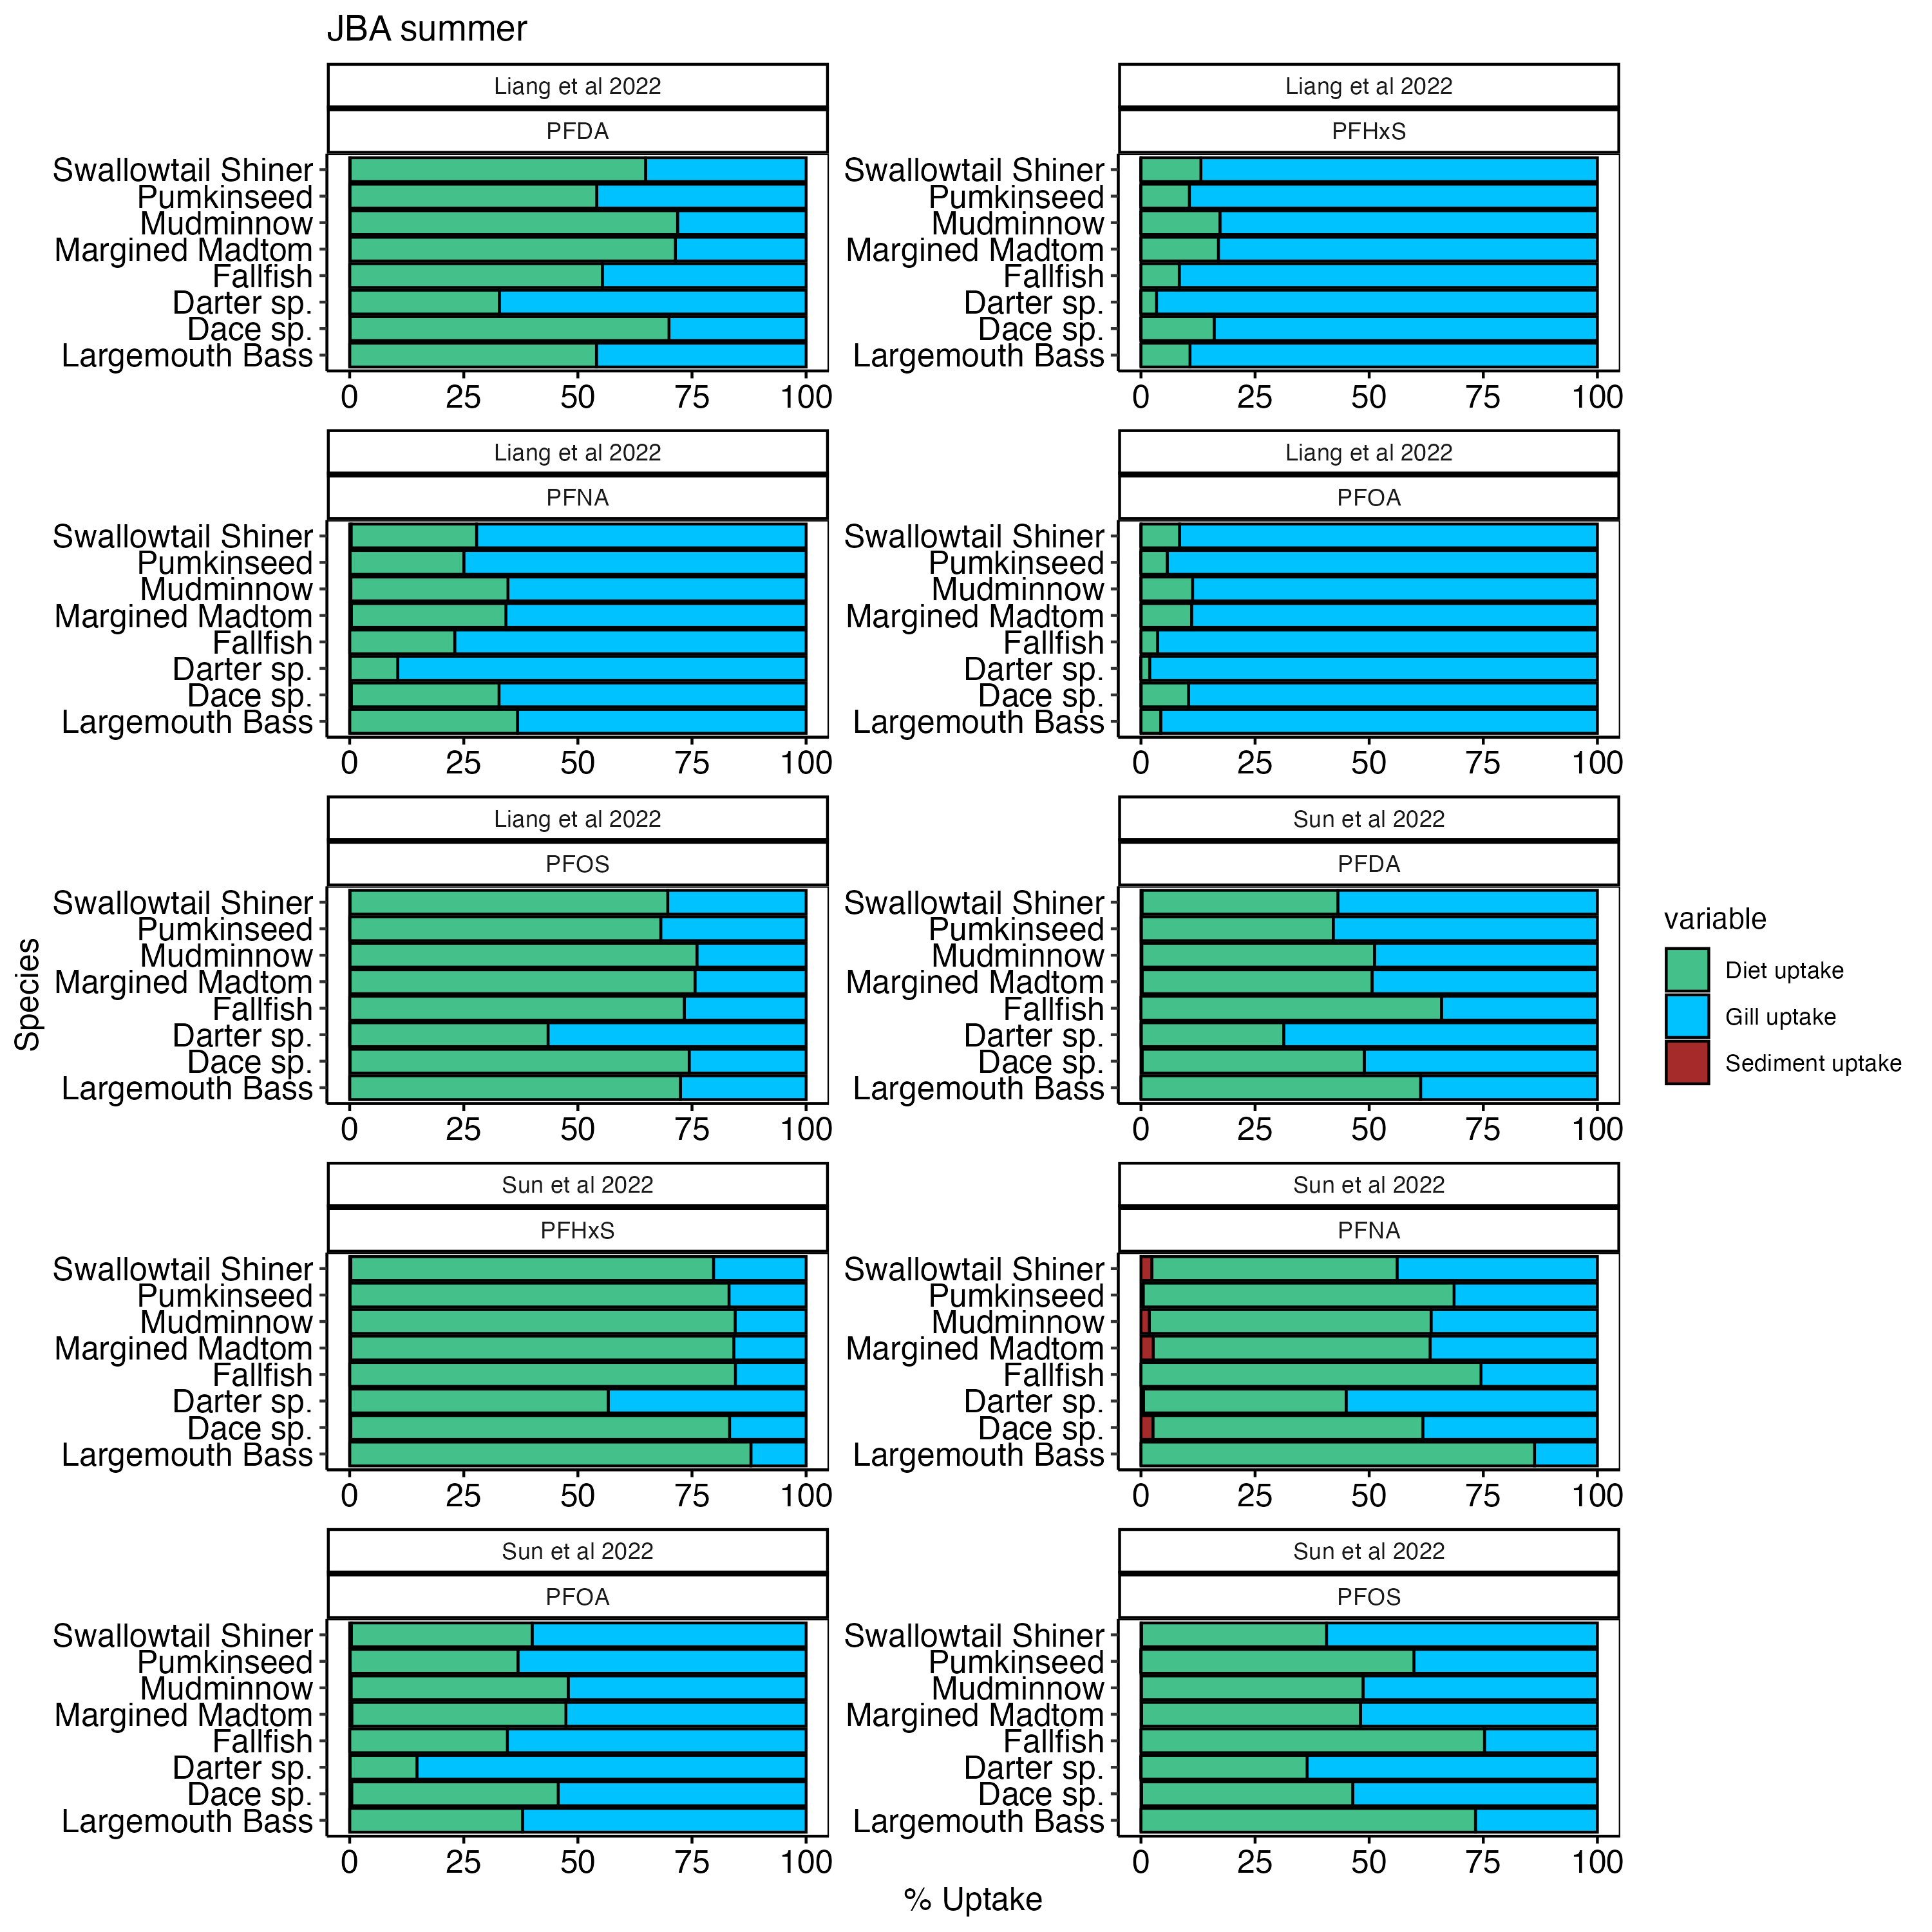 JBA summer
Liang et al 2022
PFDA
Swallowtail Shiner
Pumkinseed
Mudminnow
Margined Madtom
Fallfish
Darter sp.
Dace sp.
Largemouth Bass
0 25 50 75 100
Liang et al 2022
PFHxS
Swallowtail Shiner
Pumkinseed
Mudminnow
Margined Madtom
Fallfish
Darter sp.
Dace sp.
Largemouth Bass
0 25 50 75 100
Liang et al 2022
PFNA
Swallowtail Shiner
Pumkinseed
Mudminnow
Margined Madtom
Fallfish
Darter sp.
Dace sp.
Largemouth Bass
0 25 50 75 100
Liang et al 2022
PFOA
Swallowtail Shiner
Pumkinseed
Mudminnow
Margined Madtom
Fallfish
Darter sp.
Dace sp.
Largemouth Bass
0 25 50 75 100
Liang et al 2022
PFOS
Swallowtail Shiner
Pumkinseed
Mudminnow
Margined Madtom
Fallfish
Darter sp.
Dace sp.
Largemouth Bass
0 25 50 75 100
Sun et al 2022
PFDA
Swallowtail Shiner
Pumkinseed
Mudminnow
Margined Madtom
Fallfish
Darter sp.
Dace sp.
Largemouth Bass
0 25 50 75 100
Sun et al 2022
PFHxS
Swallowtail Shiner
Pumkinseed
Mudminnow
Margined Madtom
Fallfish
Darter sp.
Dace sp.
Largemouth Bass
0 25 50 75 100
Sun et al 2022
PFNA
Swallowtail Shiner
Pumkinseed
Mudminnow
Margined Madtom
Fallfish
Darter sp.
Dace sp.
Largemouth Bass
0 25 50 75 100
Sun et al 2022
PFOA
Swallowtail Shiner
Pumkinseed
Mudminnow
Margined Madtom
Fallfish
Darter sp.
Dace sp.
Largemouth Bass
0 25 50 75 100
Sun et al 2022
PFOS
Swallowtail Shiner
Pumkinseed
Mudminnow
Margined Madtom
Fallfish
Darter sp.
Dace sp.
Largemouth Bass
0 25 50 75 100
Species
% Uptake
variable
Diet uptake
Gill uptake
Sediment uptake